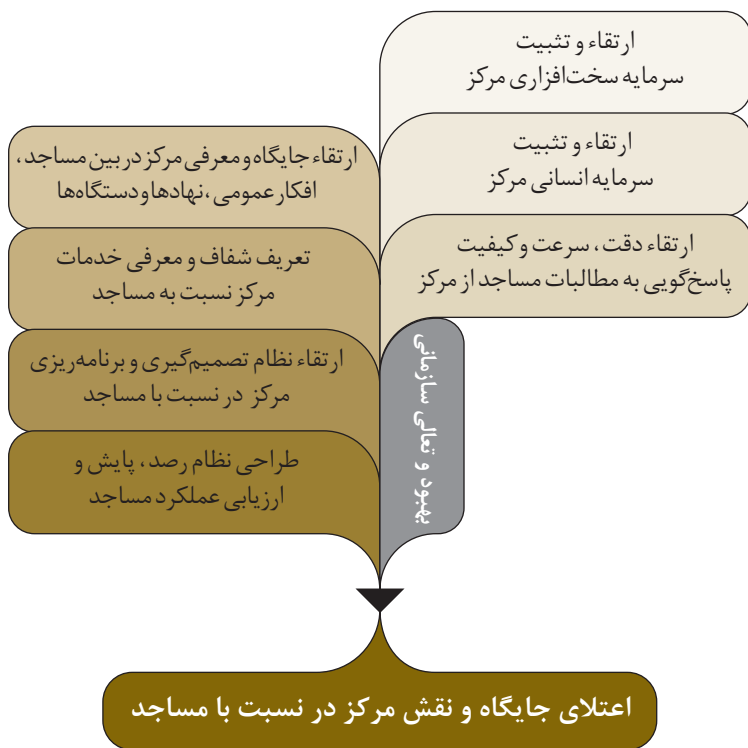 ارتقاء و تثبیت
سرمایه سخت‌افزاری مرکز
ارتقاء و تثبیت
سرمایه انسانی مرکز
ارتقاء دقت، سرعت و کیفیت
پاسخ‌گویی به مطالبات مساجد از مرکز
بهبود و تعالی سازمانی
ارتقاء جایگاه و معرفی مرکز در بین مساجد،
افکار عمومی، نهادها و دستگاه‌ها
تعریف شفاف و معرفی خدمات
مرکز نسبت به مساجد
ارتقاء نظام تصمیم‌گیری و برنامه‌ریزی
مرکز در نسبت با مساجد
طراحی نظام رصد، پایش و
ارزیابی عملکرد مساجد
اعتلای جایگاه و نقش مرکز در نسبت با مساجد